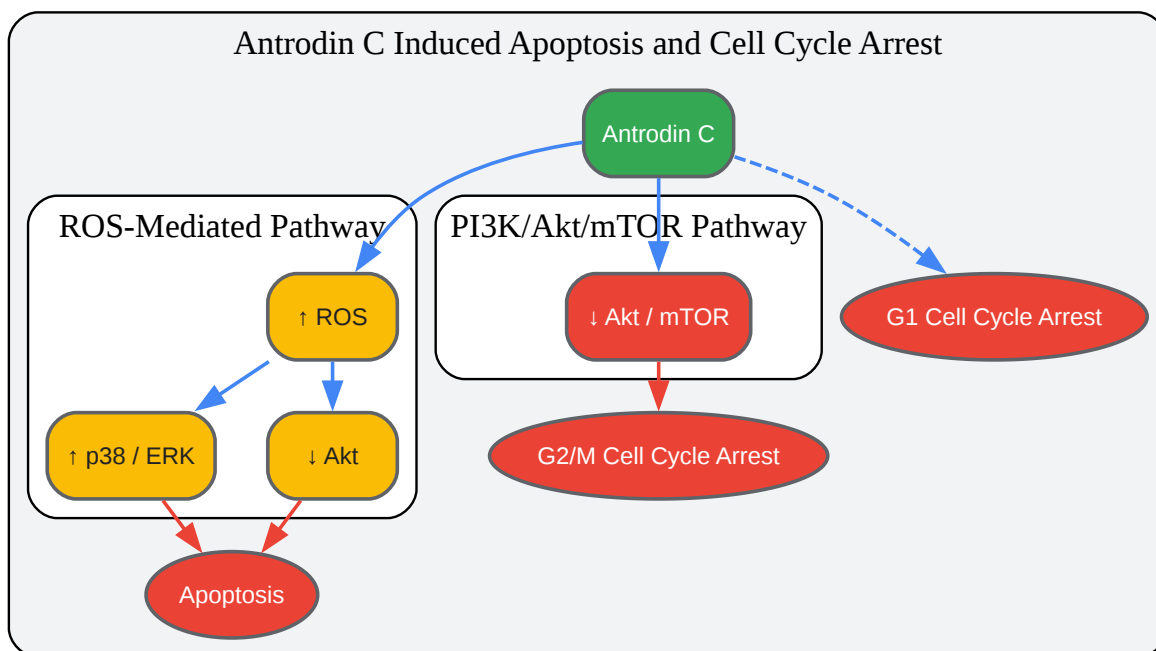 Antrodin C Induced Apoptosis and Cell Cycle Arrest
Antrodin C
ROS-Mediated Pathway
PI3K/Akt/mTOR Pathway
↑ ROS
↓ Akt / mTOR
G1 Cell Cycle Arrest
↑ p38 / ERK
↓ Akt
G2/M Cell Cycle Arrest
Apoptosis